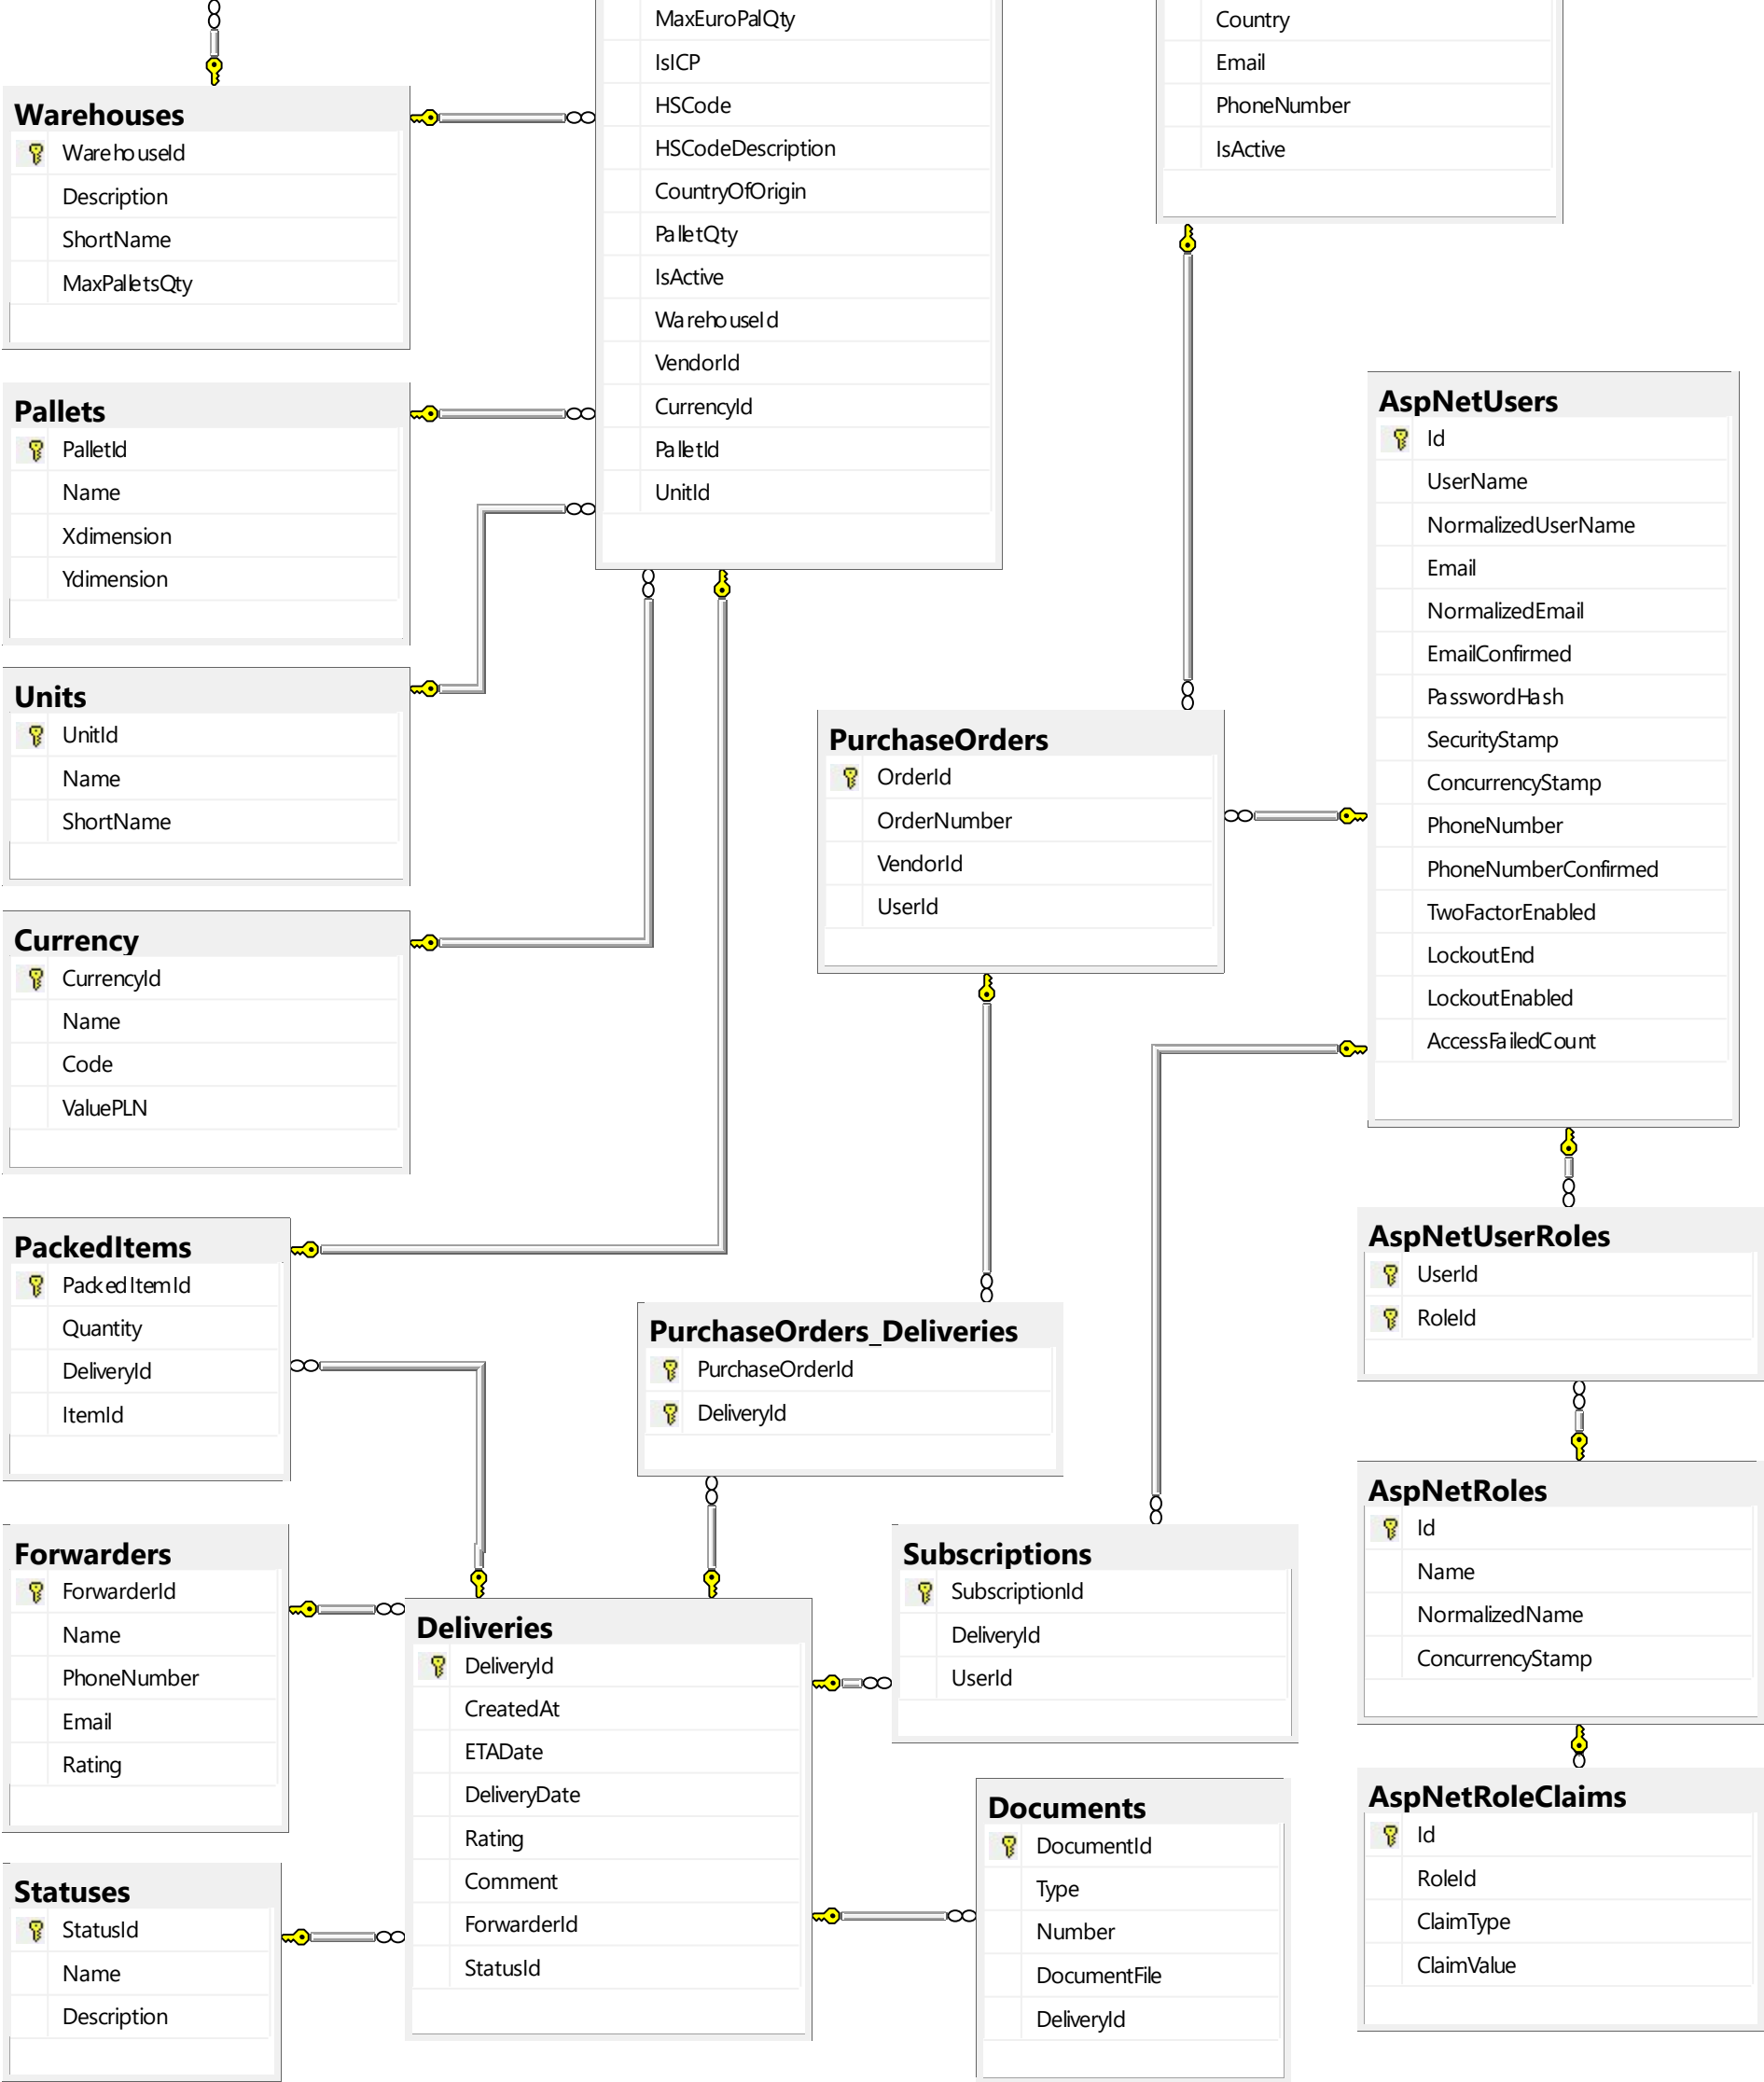 MaxEuroPalQty
IsICP
HSCode
HSCodeDescription
CountryOfOrigin
PalletQty
IsActive
WarehouseId
VendorId
CurrencyId
PalletId
UnitId
Country
Email
PhoneNumber
IsActive
Warehouses
WarehouseId
Description
ShortName
MaxPalletsQty
Pallets
PalletId
Name
Xdimension
Ydimension
Units
UnitId
Name
ShortName
Currency
CurrencyId
Name
Code
ValuePLN
PurchaseOrders
OrderId
OrderNumber
VendorId
UserId
AspNetUsers
Id
UserName
NormalizedUserName
Email
NormalizedEmail
EmailConfirmed
PasswordHash
SecurityStamp
ConcurrencyStamp
PhoneNumber
PhoneNumberConfirmed
TwoFactorEnabled
LockoutEnd
LockoutEnabled
AccessFailedCount
PackedItems
PackedItemId
Quantity
DeliveryId
ItemId
PurchaseOrders_Deliveries
PurchaseOrderId
DeliveryId
AspNetUserRoles
UserId
RoleId
Forwarders
ForwarderId
Name
PhoneNumber
Email
Rating
Deliveries
DeliveryId
CreatedAt
ETADate
DeliveryDate
Rating
Comment
ForwarderId
StatusId
Subscriptions
SubscriptionId
DeliveryId
UserId
AspNetRoles
Id
Name
NormalizedName
ConcurrencyStamp
Statuses
StatusId
Name
Description
Documents
DocumentId
Type
Number
DocumentFile
DeliveryId
AspNetRoleClaims
Id
RoleId
ClaimType
ClaimValue